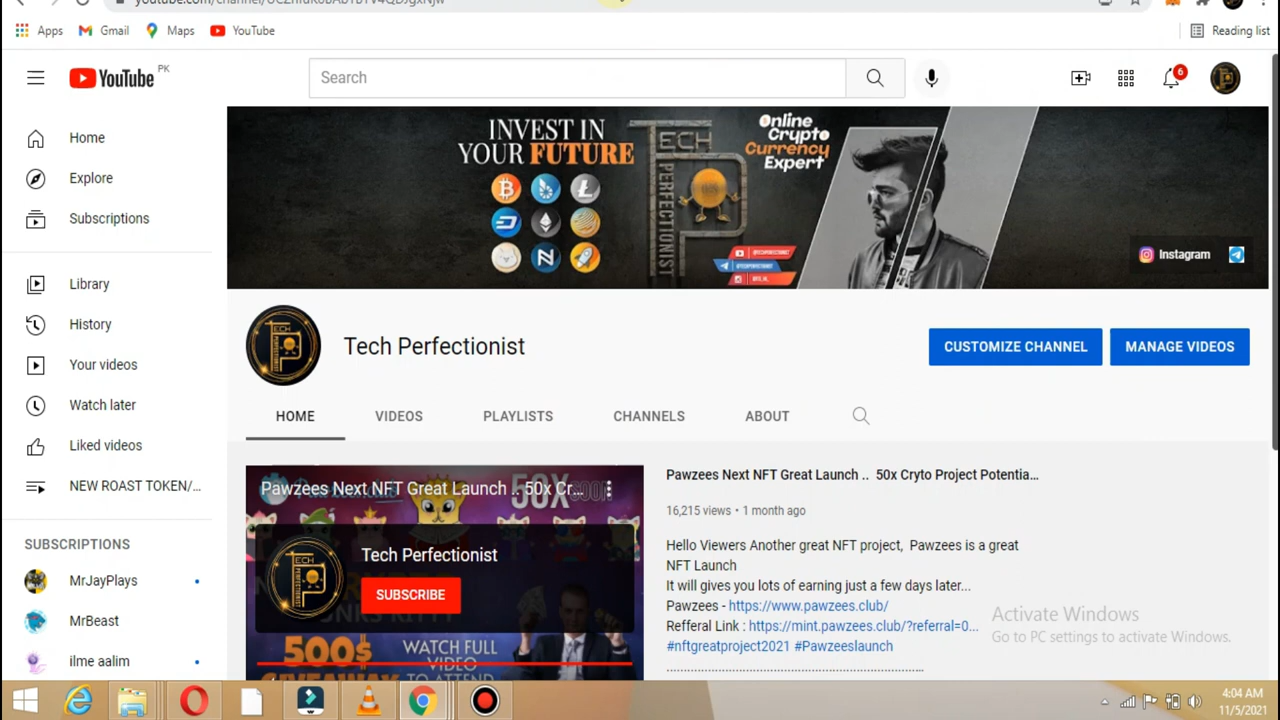 Apps
Gmail
Maps
YouTube
Reading list
YouTube PK
Search
6
Home
Explore
Subscriptions
Library
History
Your videos
Watch later
Liked videos
NEW ROAST TOKEN/...
SUBSCRIPTIONS
MrJayPlays
MrBeast
ilme aalim
INVEST IN
YOUR FUTURE
TECH
PERFECTIONIST
Online
Crypto
Currency
Expert
Instagram
Tech Perfectionist
CUSTOMIZE CHANNEL
MANAGE VIDEOS
HOME
VIDEOS
PLAYLISTS
CHANNELS
ABOUT
Pawzees Next NFT Great Launch .. 50x Cr...
50X
SOON
Tech Perfectionist
SUBSCRIBE
500$
GIVEAWAY
WATCH FULL
VIDEO
TO ATTEND
Pawzees Next NFT Great Launch .. 50x Cryto Project Potentia...
16,215 views • 1 month ago
Hello Viewers Another great NFT project, Pawzees is a great
NFT Launch
It will gives you lots of earning just a few days later...
Pawzees - https://www.pawzees.club/
Refferal Link : https://mint.pawzees.club/?referral=0...
#nftgreatproject2021 #Pawzeeslaunch
Activate Windows
Go to PC settings to activate Windows.
4:04 AM
11/5/2021